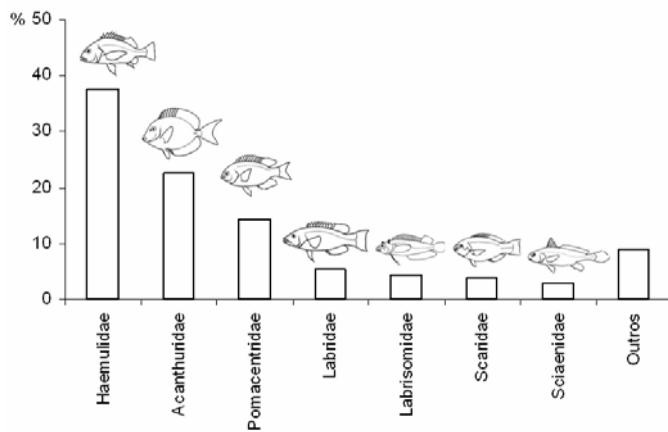 % 50
40
30
20
10
0
Haemulidae
Acanthuridae
Pomacentridae
Labridae
Labrisomidae
Scaridae
Sciaenidae
Outros